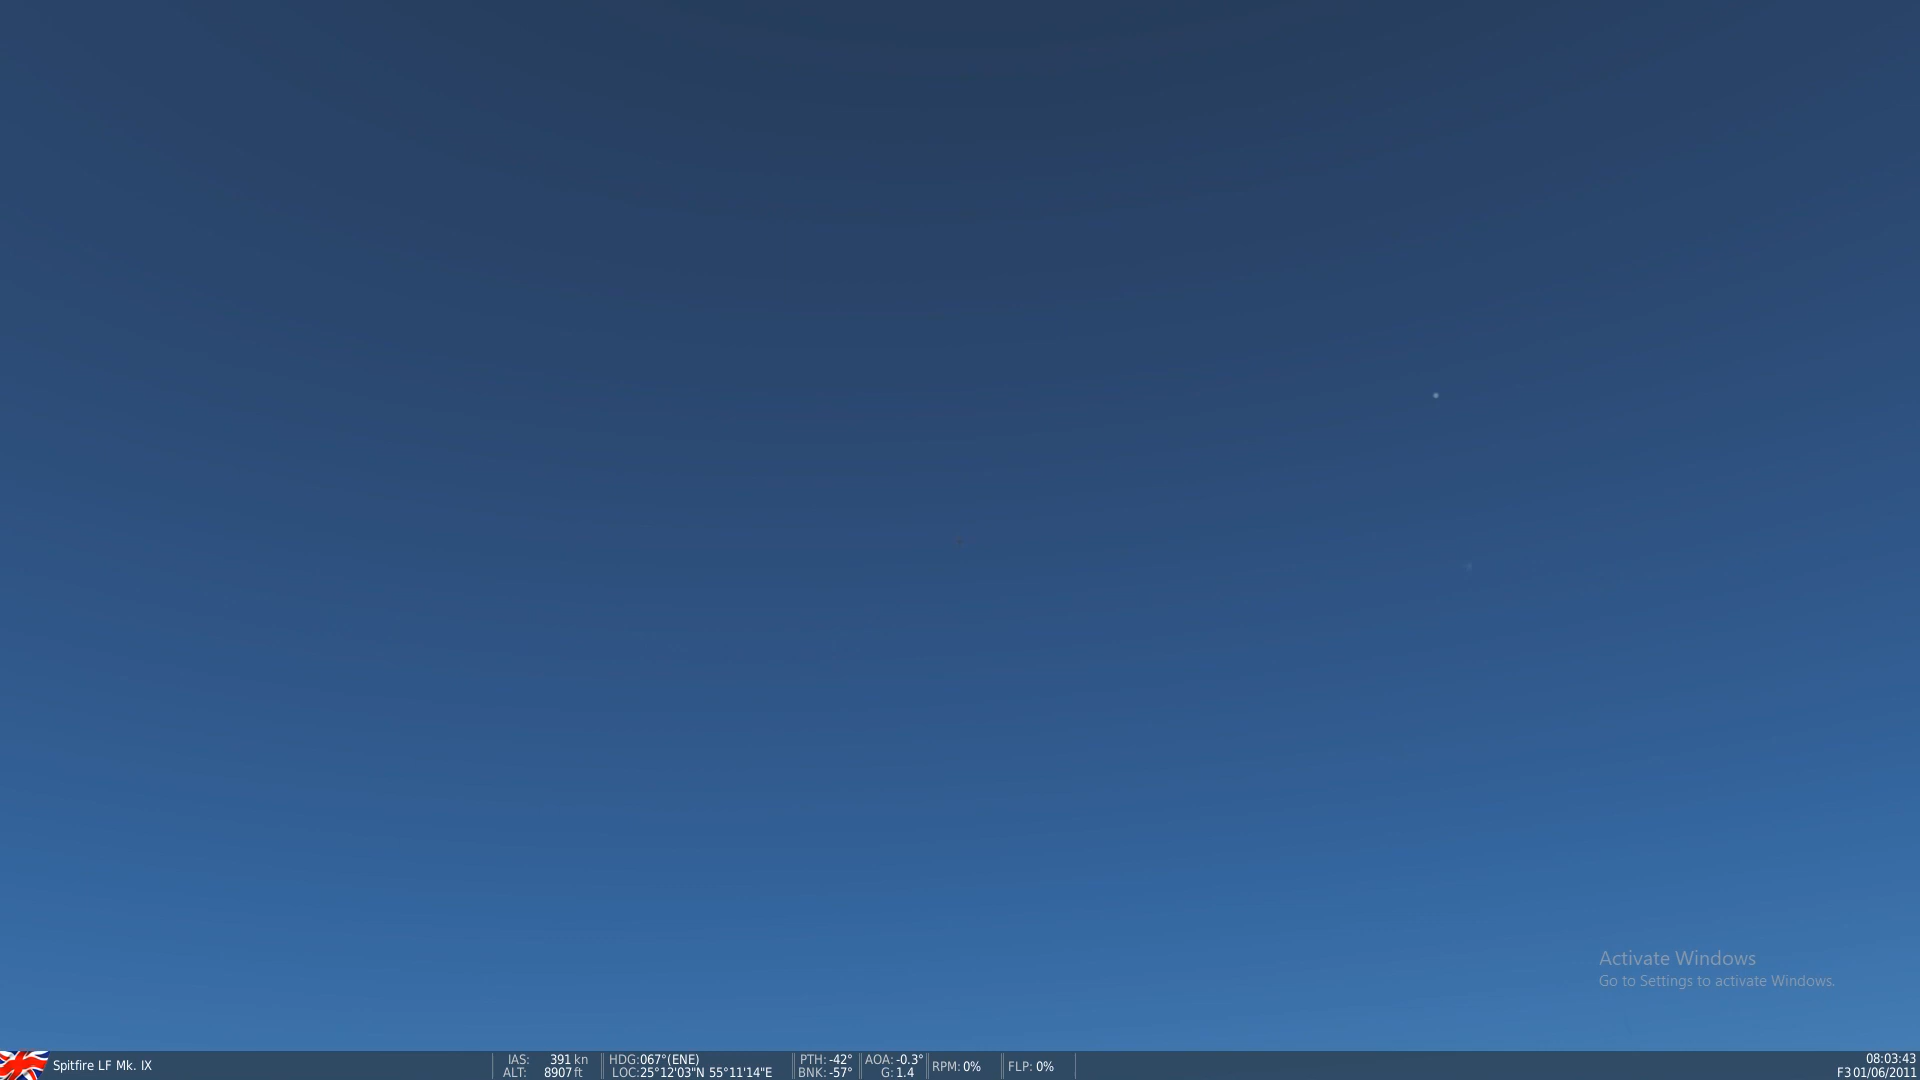 Activate Windows
Go to Settings to activate Windows.
Spitfire LF Mk. IX
IAS: 391 kn
ALT: 8907 ft
HDG:067°(ENE)
LOC:25°12'03"N 55°11'14"E
PTH: -42°
BNK: -57°
AOA: -0.3°
G: 1.4
RPM: 0%
FLP: 0%
08:03:43
F3 01/06/2011